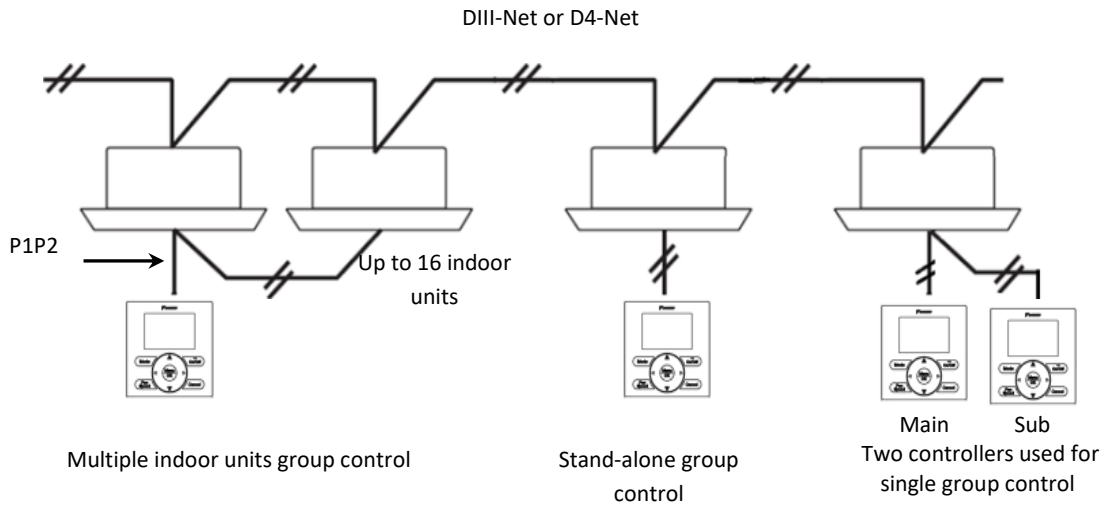 DIII-Net or D4-Net
P1P2
Up to 16 indoor
units
Main
Sub
Multiple indoor units group control
Stand-alone group
control
Two controllers used for
single group control